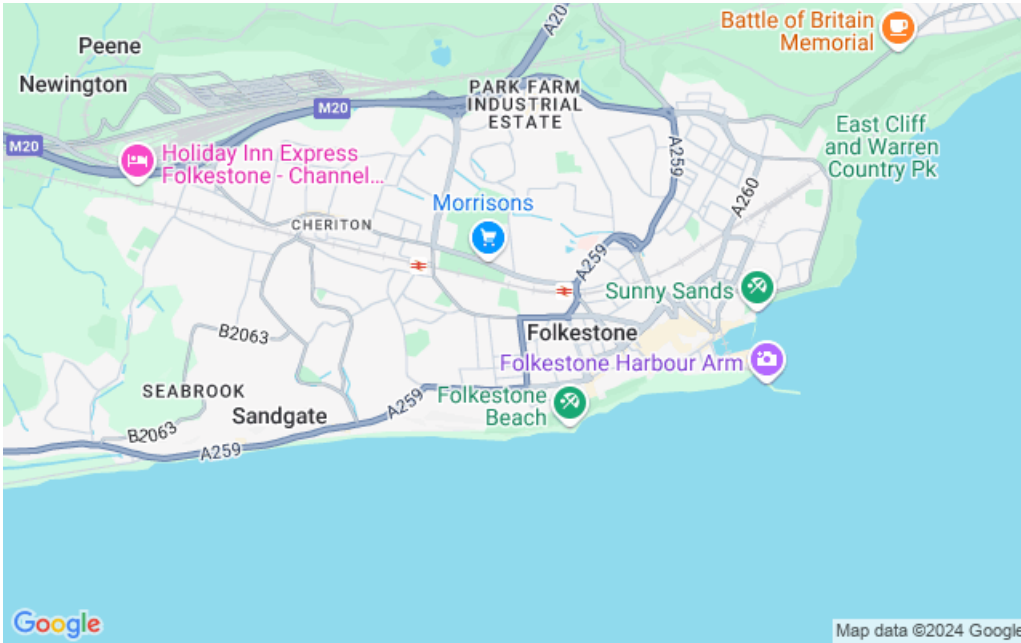 Battle of Britain
Memorial
A20
Peene
Newington
PARK FARM
INDUSTRIAL
ESTATE
M20
M20
East Cliff
and Warren
Country Pk
Holiday Inn Express
Folkestone - Channel...
A259
A260
Morrisons
CHERITON
A259
Sunny Sands
B2063
Folkestone
Folkestone Harbour Arm
SEABROOK
Sandgate
A259
Folkestone
Beach
B2063
A259
Google
Map data ©2024 Google